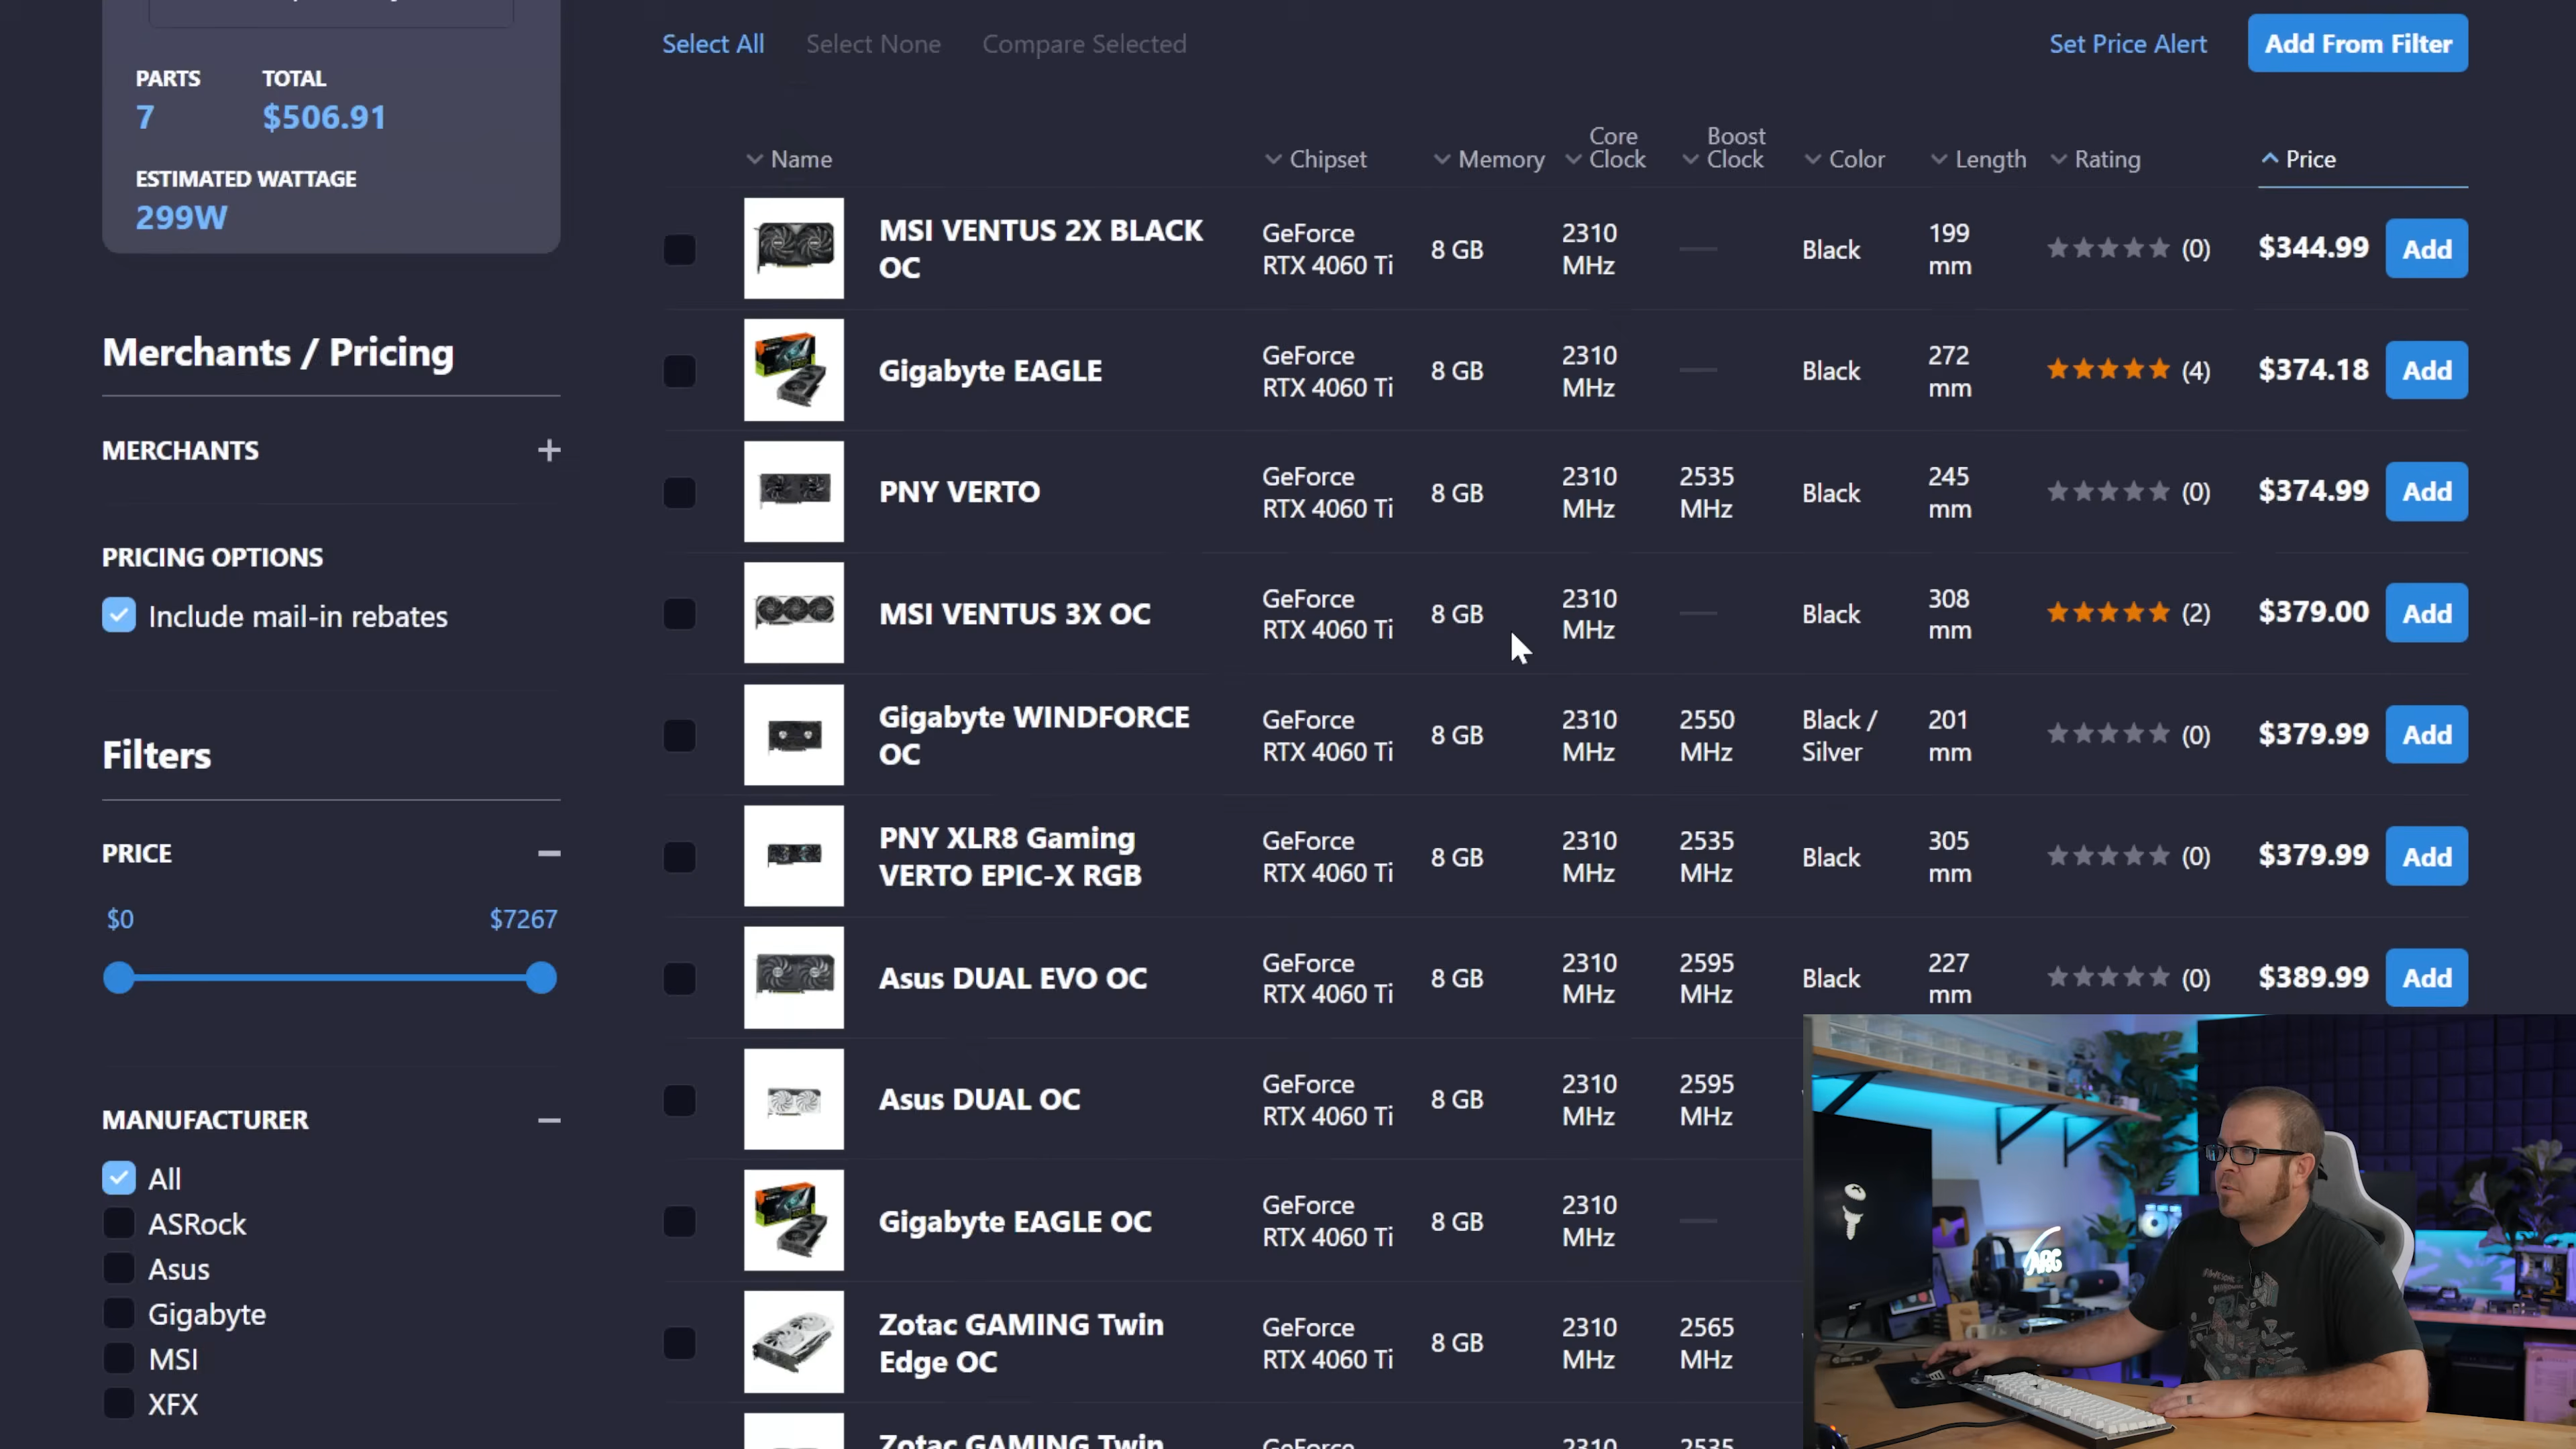 Select All Select None Compare Selected Set Price Alert Add From Filter
PARTS TOTAL
7 $506.91
ESTIMATED WATTAGE
299W
Merchants / Pricing
MERCHANTS
PRICING OPTIONS
Include mail-in rebates
Filters
PRICE
$0 $7267
MANUFACTURER
All
ASRock
Asus
Gigabyte
MSI
XFX
Name Chipset Memory Core Clock Boost Clock Color Length Rating Price
MSI VENTUS 2X BLACK OC GeForce RTX 4060 Ti 8 GB 2310 MHz Black 199 mm (0) $344.99 Add
Gigabyte EAGLE GeForce RTX 4060 Ti 8 GB 2310 MHz Black 272 mm (4) $374.18 Add
PNY VERTO GeForce RTX 4060 Ti 8 GB 2310 MHz 2535 MHz Black 245 mm (0) $374.99 Add
MSI VENTUS 3X OC GeForce RTX 4060 Ti 8 GB 2310 MHz Black 308 mm (2) $379.00 Add
Gigabyte WINDFORCE OC GeForce RTX 4060 Ti 8 GB 2310 MHz 2550 MHz Black / Silver 201 mm (0) $379.99 Add
PNY XLR8 Gaming VERTO EPIC-X RGB GeForce RTX 4060 Ti 8 GB 2310 MHz 2535 MHz Black 305 mm (0) $379.99 Add
Asus DUAL EVO OC GeForce RTX 4060 Ti 8 GB 2310 MHz 2595 MHz Black 227 mm (0) $389.99 Add
Asus DUAL OC GeForce RTX 4060 Ti 8 GB 2310 MHz 2595 MHz
Gigabyte EAGLE OC GeForce RTX 4060 Ti 8 GB 2310 MHz
Zotac GAMING Twin Edge OC GeForce RTX 4060 Ti 8 GB 2310 MHz 2565 MHz
Zotac GAMING Twin GeForce 2310 2535